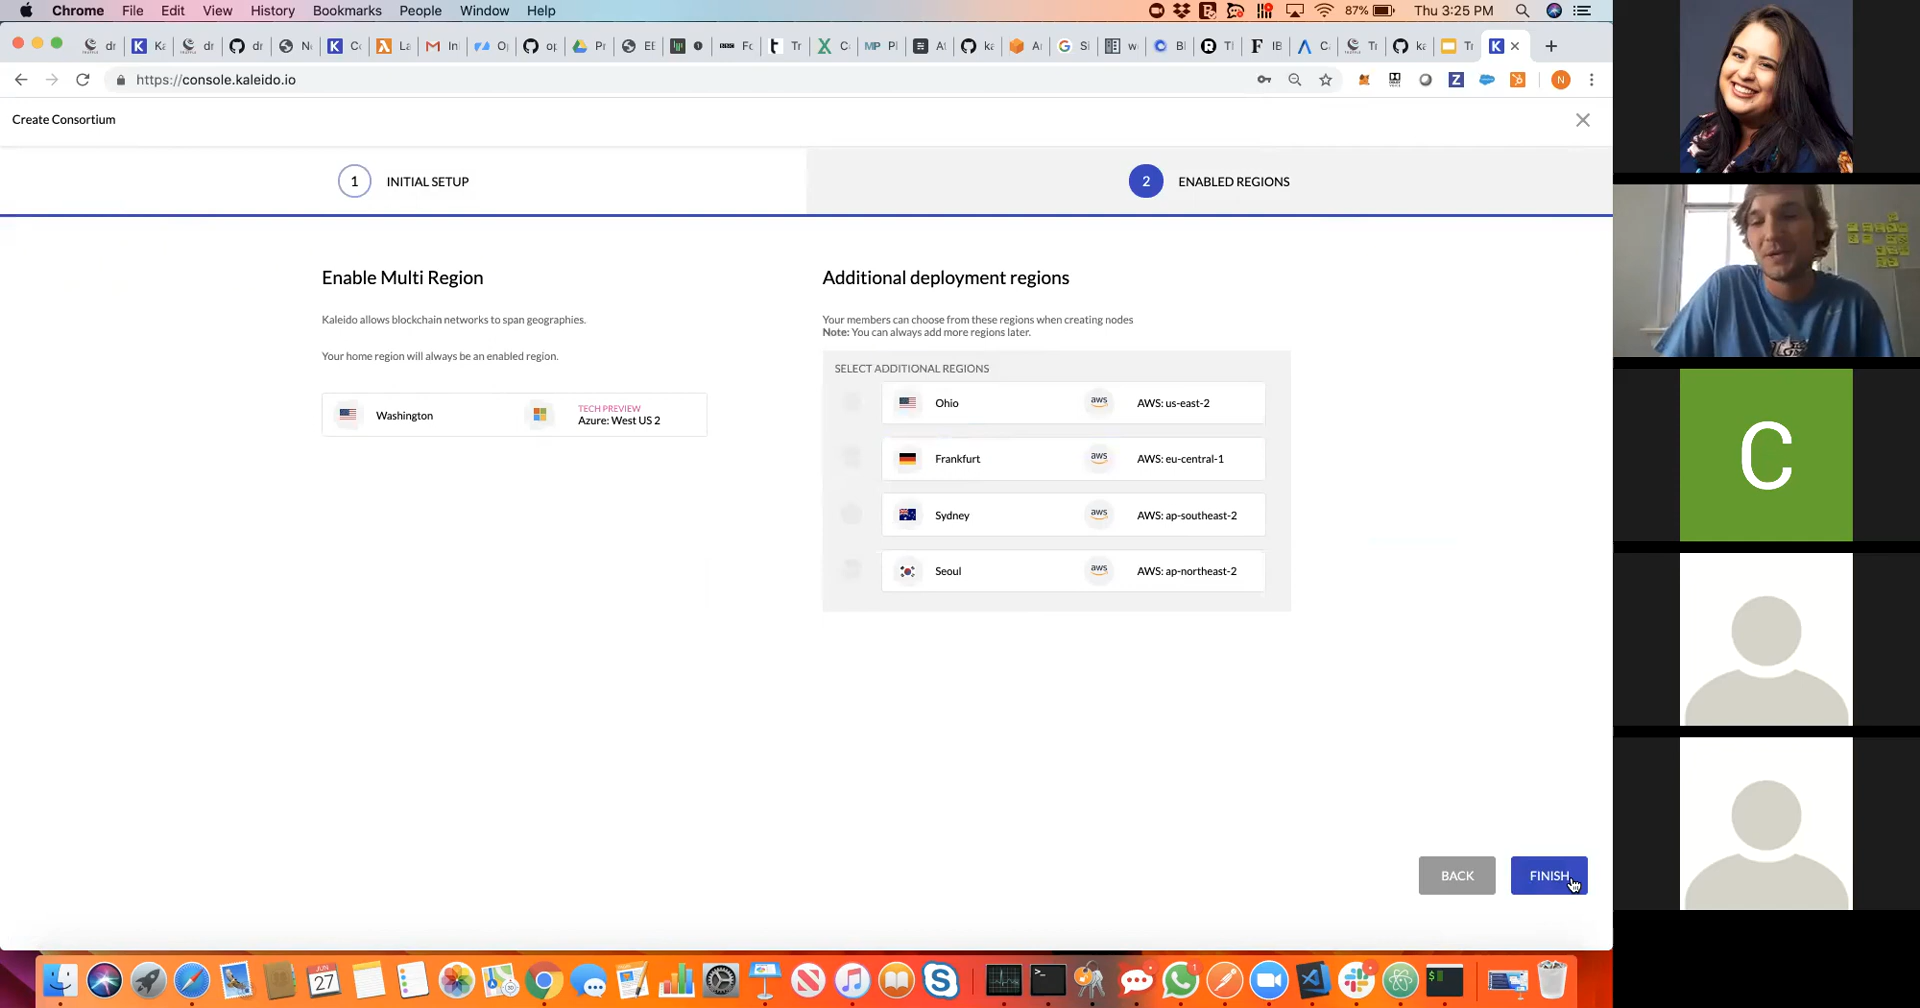 Chrome File Edit View History Bookmarks People Window Help 87% Thu 3:25 PM
https://console.kaleido.io
Create Consortium
1 INITIAL SETUP
2 ENABLED REGIONS
Enable Multi Region
Kaleido allows blockchain networks to span geographies.
Your home region will always be an enabled region.
Washington
TECH PREVIEW
Azure: West US 2
Additional deployment regions
Your members can choose from these regions when creating nodes
Note: You can always add more regions later.
SELECT ADDITIONAL REGIONS
Ohio aws AWS: us-east-2
Frankfurt aws AWS: eu-central-1
Sydney aws AWS: ap-southeast-2
Seoul aws AWS: ap-northeast-2
BACK FINISH
C
JUN
27